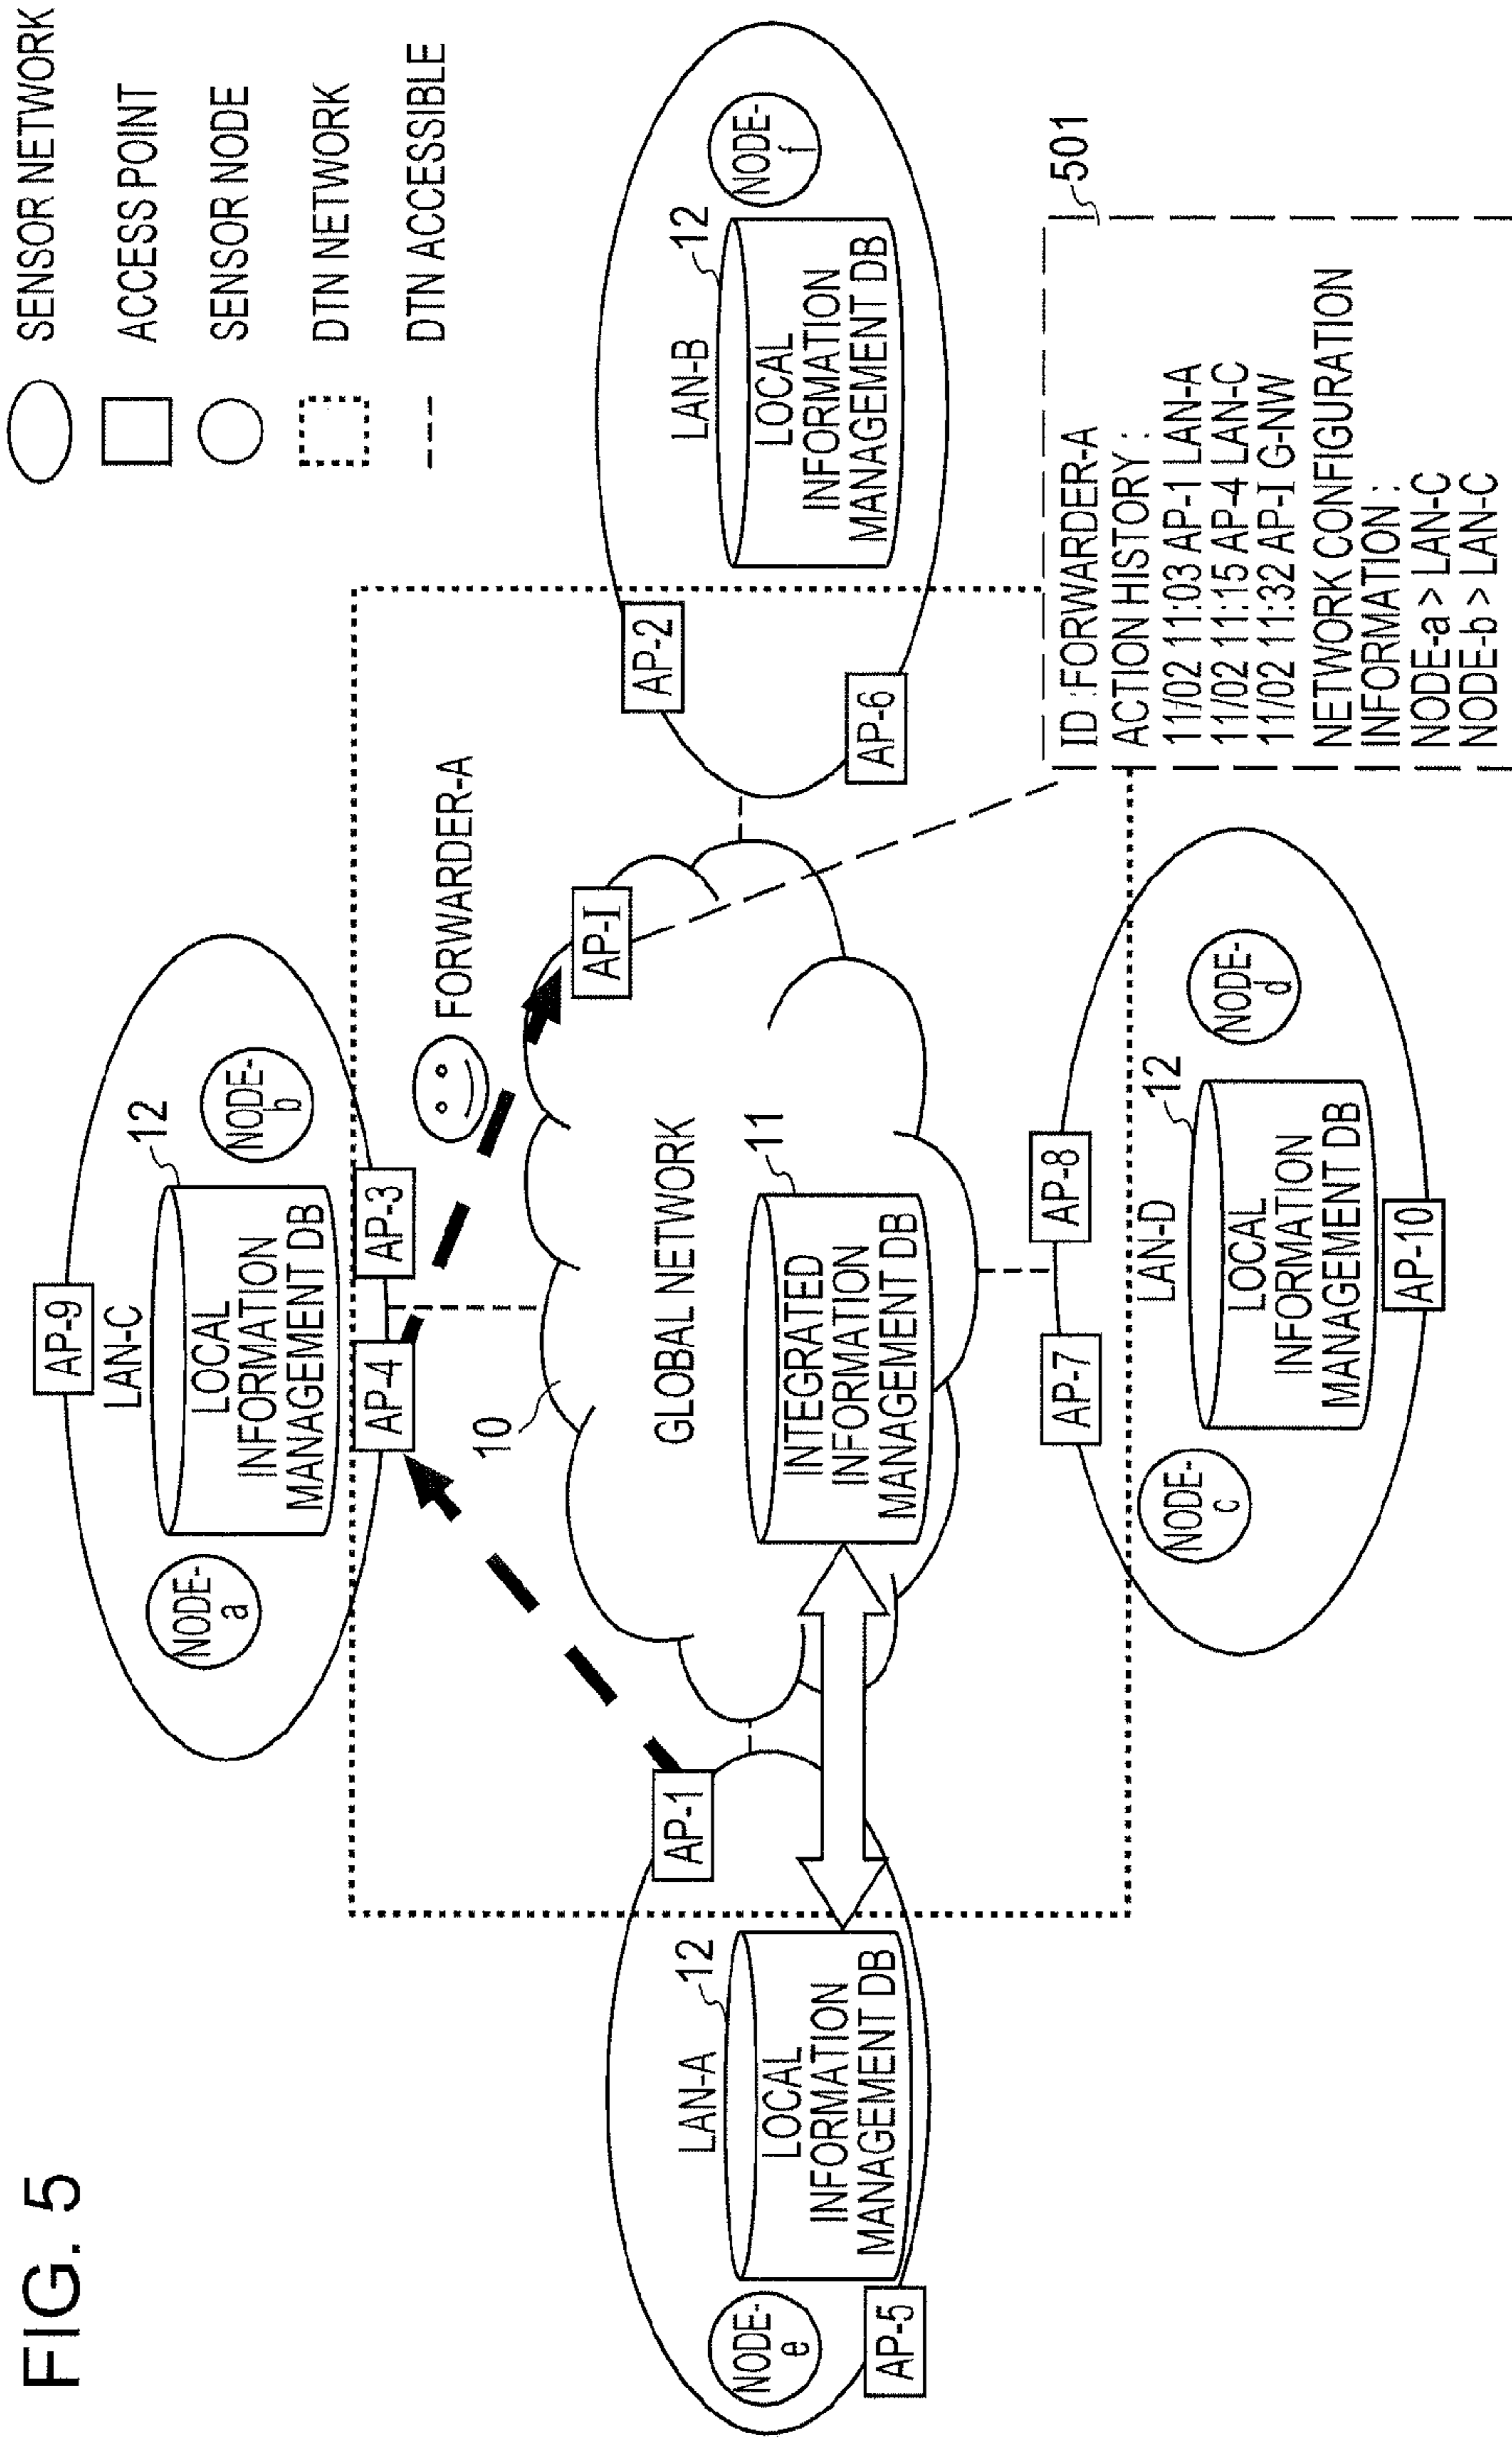 FIG. 5
SENSOR NETWORK
ACCESS POINT
SENSOR NODE
DTN NETWORK
DTN ACCESSIBLE
AP-9
LAN-C
12
LOCAL
INFORMATION
MANAGEMENT DB
NODE-
a
NODE-
b
AP-4
AP-3
FORWARDER-A
10
GLOBAL NETWORK
11
INTEGRATED
INFORMATION
MANAGEMENT DB
AP-I
AP-1
LAN-A
12
LOCAL
INFORMATION
MANAGEMENT DB
NODE-
e
AP-5
AP-2
LAN-B
12
LOCAL
INFORMATION
MANAGEMENT DB
NODE-
f
AP-6
AP-7
AP-8
LAN-D
12
LOCAL
INFORMATION
MANAGEMENT DB
NODE-
c
NODE-
d
AP-10
501
ID : FORWARDER-A
ACTION HISTORY :
11/02 11:03 AP-1 LAN-A
11/02 11:15 AP-4 LAN-C
11/02 11:32 AP-I G-NW
NETWORK CONFIGURATION
INFORMATION :
NODE-a > LAN-C
NODE-b > LAN-C